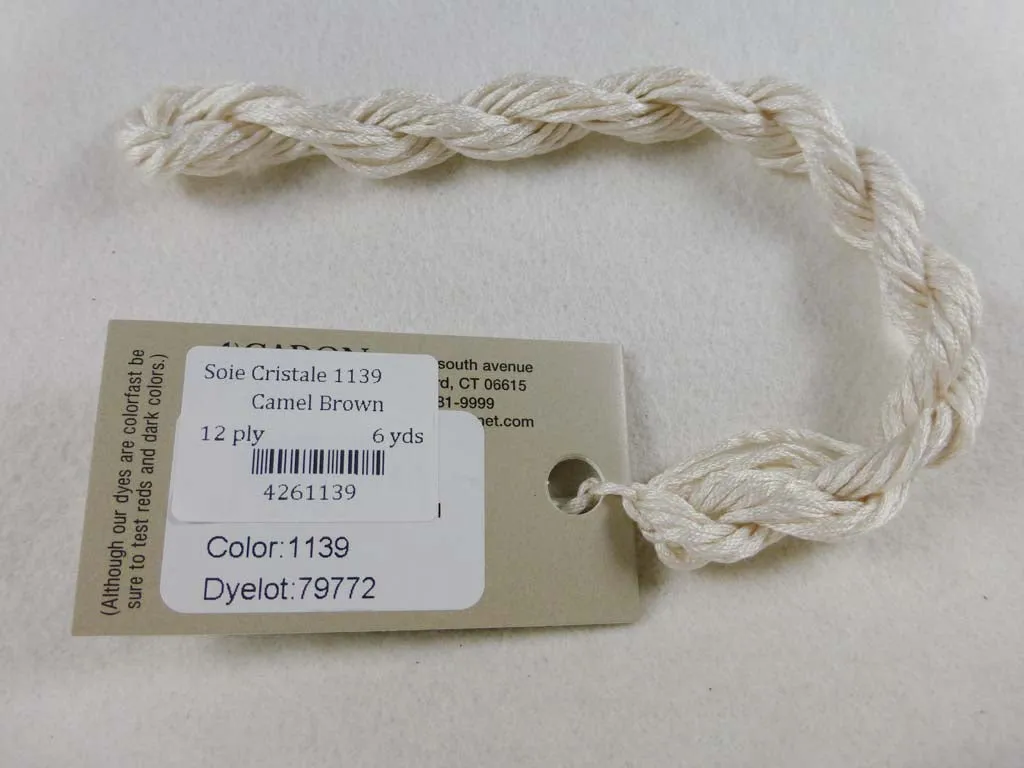 CARON
south avenue
CT 06615
81-9999
net.com
Soie Cristale 1139
Camel Brown
12 ply 6 yds
4261139
Color:1139
Dyelot:79772
(Although our dyes are colorfast be
sure to test reds and dark colors.)